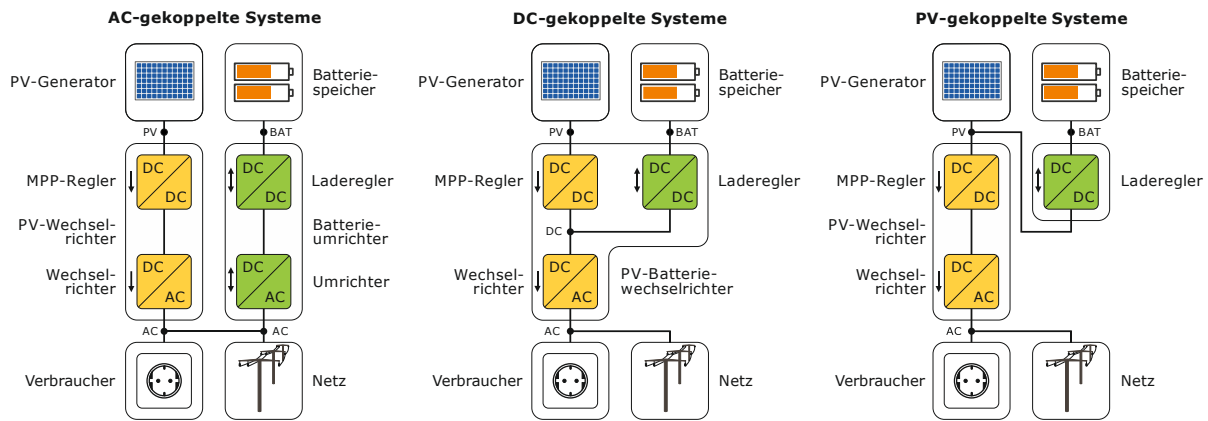 AC-gekoppelte Systeme
PV-Generator
Batterie-
speicher
PV
BAT
MPP-Regler
DC
DC
DC
DC
Laderegler
PV-Wechsel-
richter
Batterie-
umrichter
Wechsel-
richter
DC
AC
DC
AC
Umrichter
AC
AC
Verbraucher
Netz
DC-gekoppelte Systeme
PV-Generator
Batterie-
speicher
PV
BAT
MPP-Regler
DC
DC
DC
DC
Laderegler
DC
Wechsel-
richter
DC
AC
PV-Batterie-
wechselrichter
AC
Verbraucher
Netz
PV-gekoppelte Systeme
PV-Generator
Batterie-
speicher
PV
BAT
MPP-Regler
DC
DC
DC
DC
Laderegler
PV-Wechsel-
richter
Wechsel-
richter
DC
AC
AC
Verbraucher
Netz